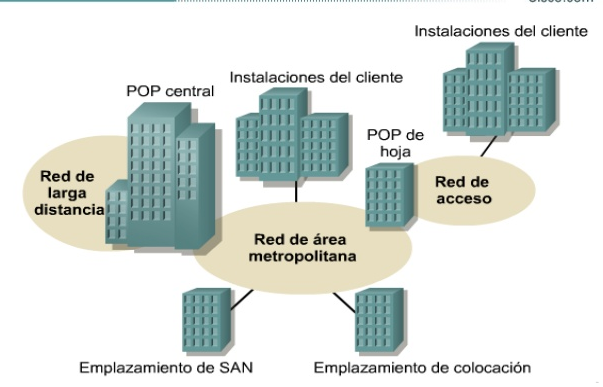 Instalaciones del cliente
Instalaciones del cliente
POP central
POP de
hoja
Red de
larga
distancia
Red de
acceso
Red de área
metropolitana
Emplazamiento de SAN
Emplazamiento de colocación